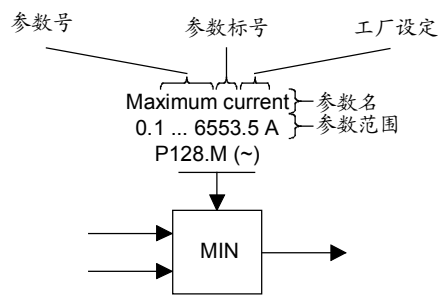 参数号 参数标号 工厂设定
Maximum current 参数名
0.1 ... 6553.5 A 参数范围
P128.M (~)
MIN